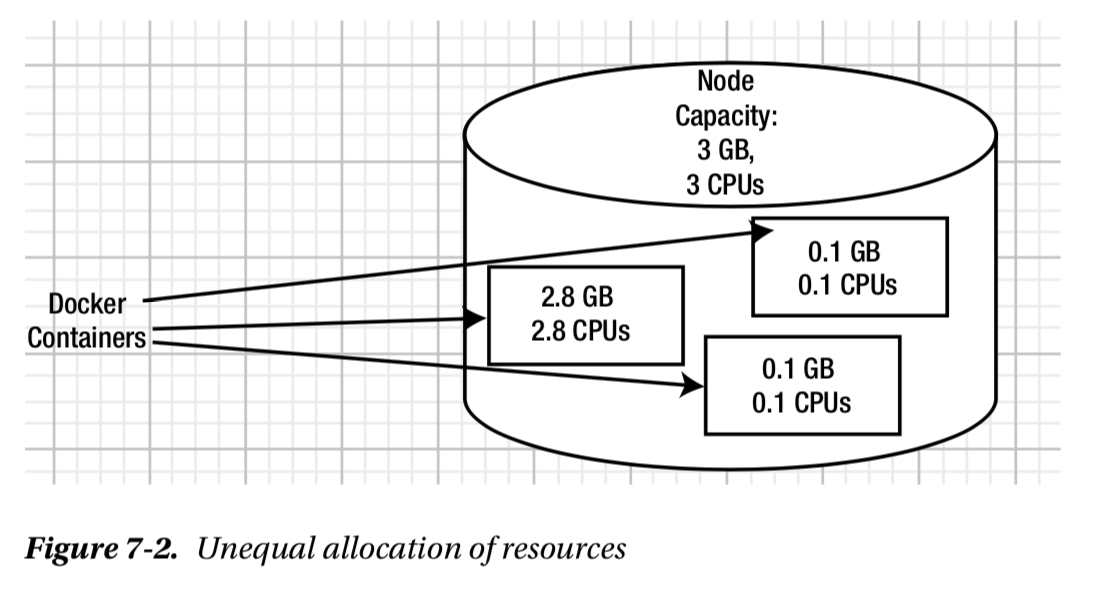 Node
Capacity:
3 GB,
3 CPUs
0.1 GB
0.1 CPUs
Docker
Containers
2.8 GB
2.8 CPUs
0.1 GB
0.1 CPUs
Figure 7-2. Unequal allocation of resources